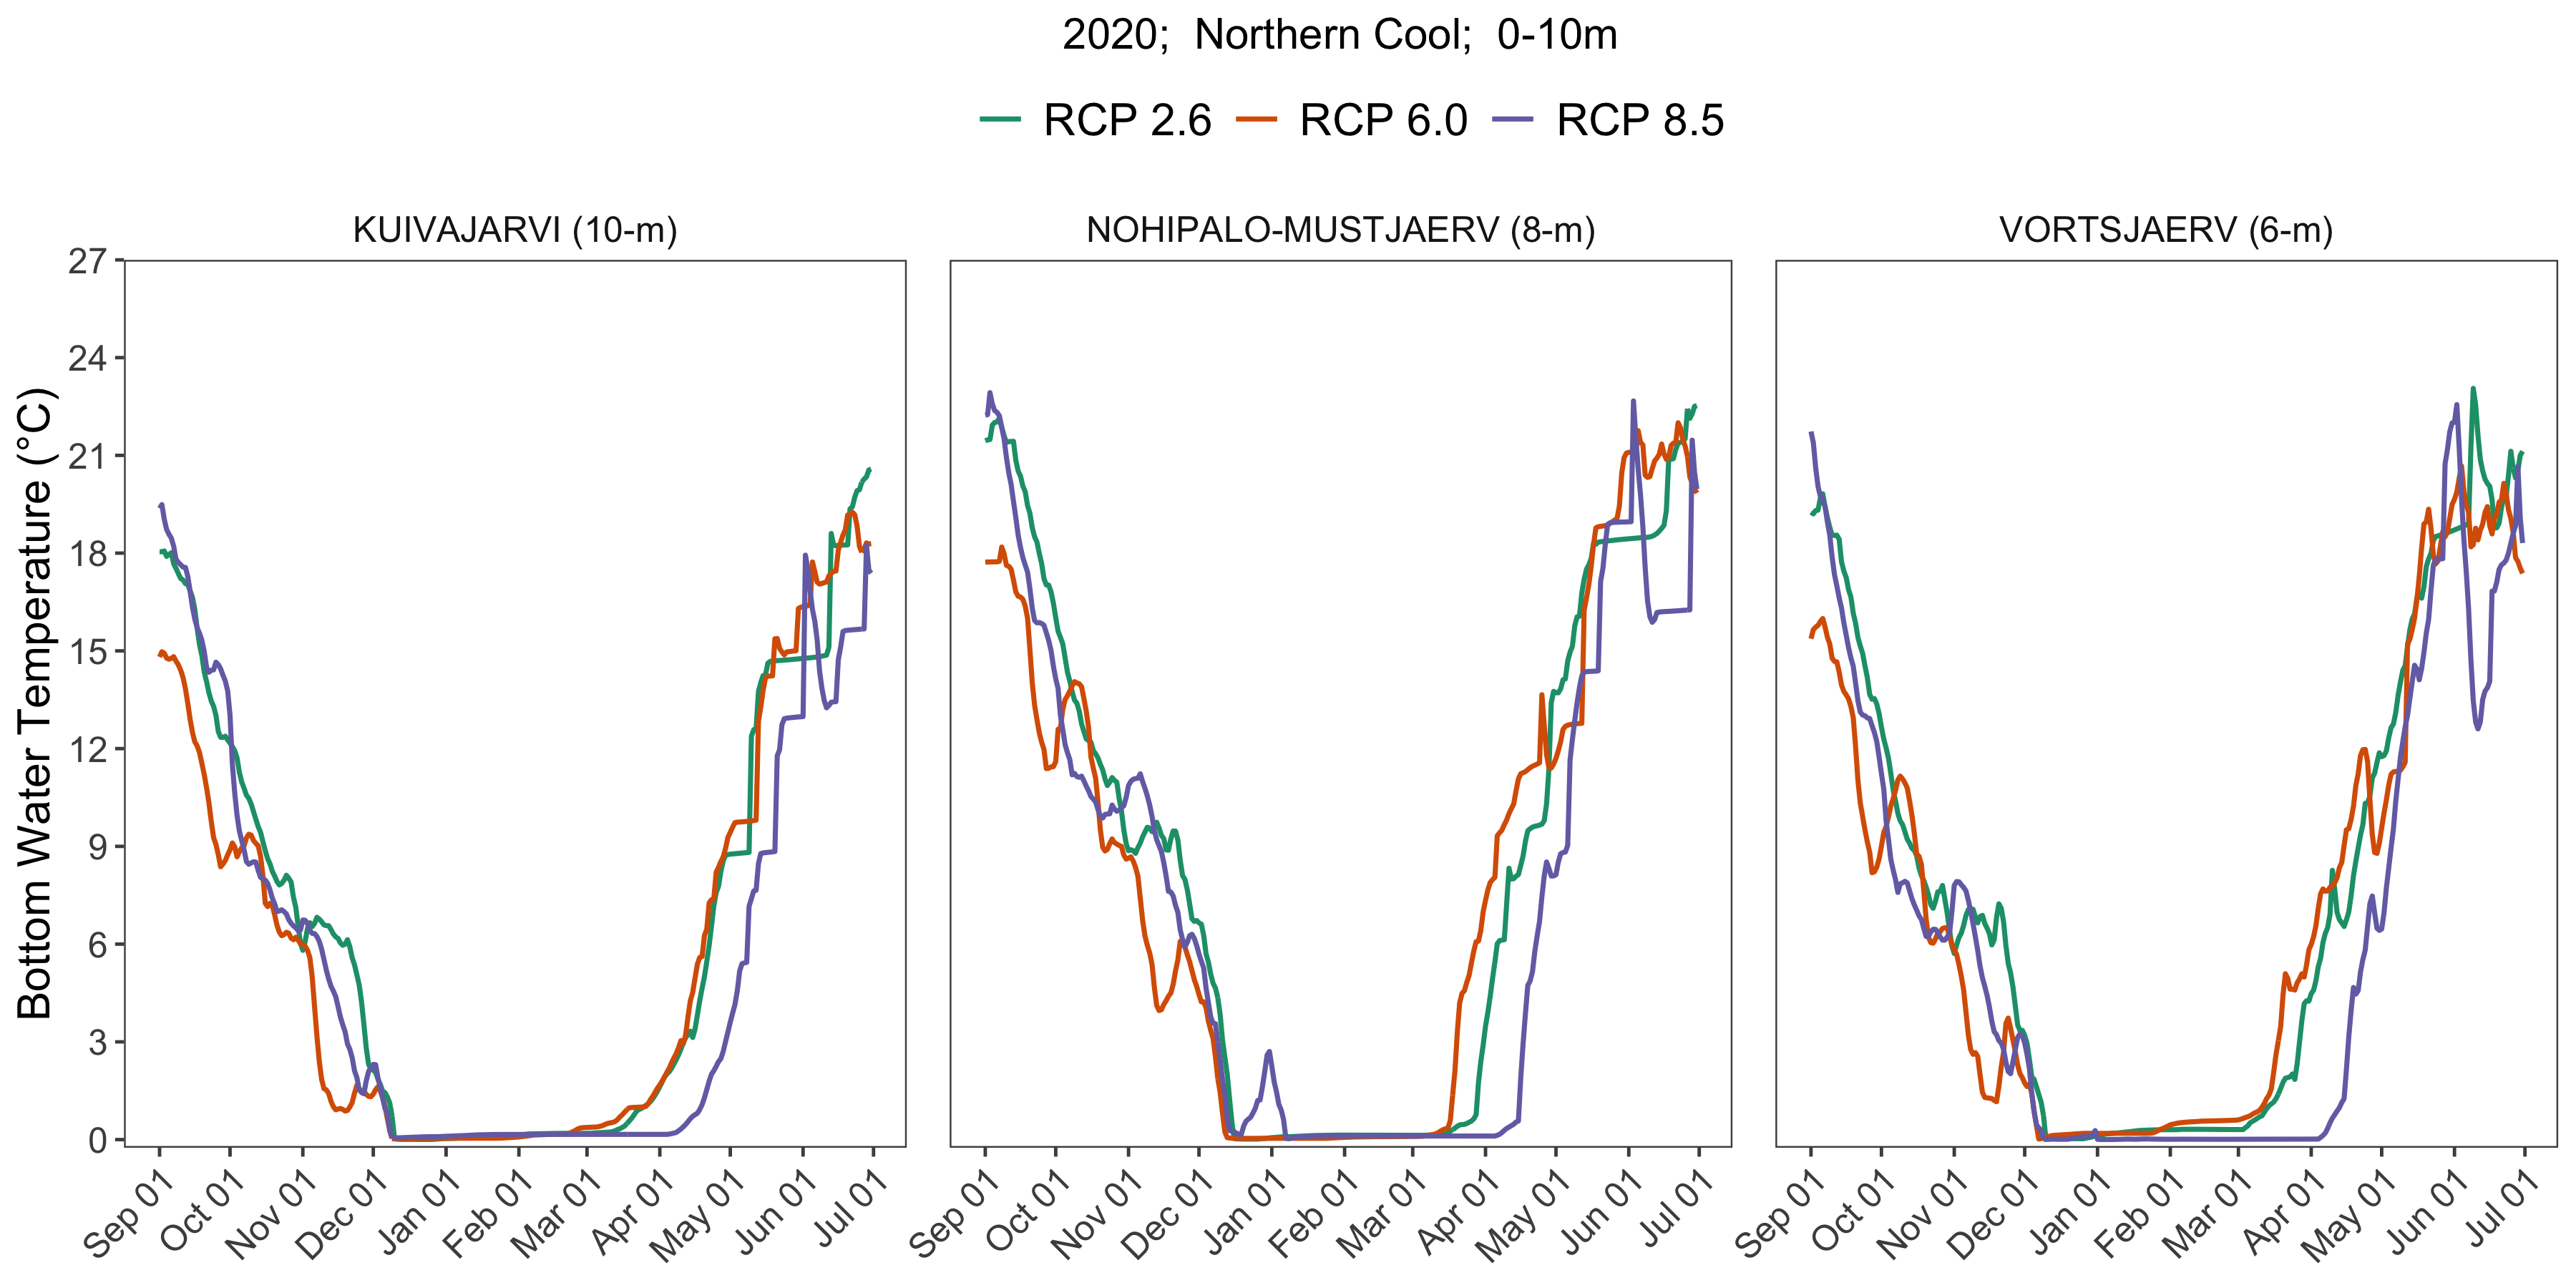 2020;  Northern Cool;  0-10m
RCP 2.6 RCP 6.0 RCP 8.5
KUIVAJARVI (10-m) NOHIPALO-MUSTJAERV (8-m) VORTSJAERV (6-m)
Bottom Water Temperature (°C)
27
24
21
18
15
12
9
6
3
0
Sep 01 Oct 01 Nov 01 Dec 01 Jan 01 Feb 01 Mar 01 Apr 01 May 01 Jun 01 Jul 01 Sep 01 Oct 01 Nov 01 Dec 01 Jan 01 Feb 01 Mar 01 Apr 01 May 01 Jun 01 Jul 01 Sep 01 Oct 01 Nov 01 Dec 01 Jan 01 Feb 01 Mar 01 Apr 01 May 01 Jun 01 Jul 01